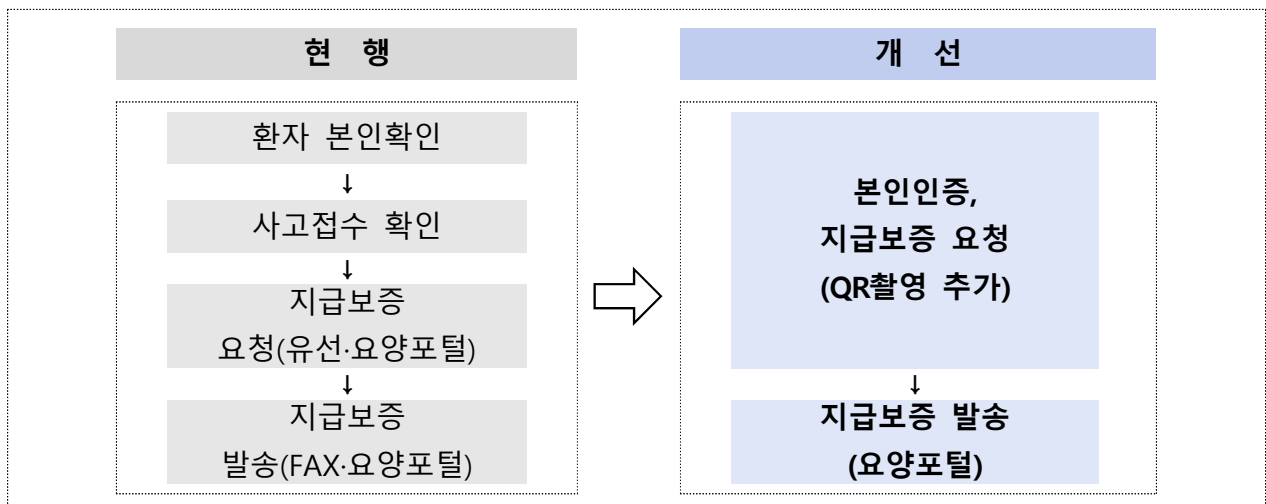 현 행
환자 본인확인
↓
사고접수 확인
↓
지급보증
요청(유선·요양포털)
↓
지급보증
발송(FAX·요양포털)
개 선
본인인증,
지급보증 요청
(QR촬영 추가)
↓
지급보증 발송
(요양포털)